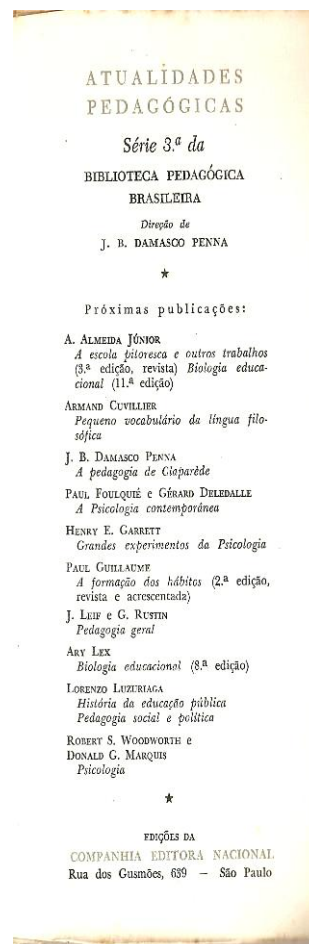 ATUALIDADES
PEDAGÓGICAS
Série 3.ª da
BIBLIOTECA PEDAGÓGICA
BRASILEIRA
Direção de
J. B. DAMASCO PENNA
★
Próximas publicações:
A. ALMEIDA JÚNIOR
A escola pitoresca e outros trabalhos
(3.ª edição, revista) Biologia educa-
cional (11.ª edição)
ARMAND CUVILLIER
Pequeno vocabulário da língua filo-
sófica
J. B. DAMASCO PENNA
A pedagogia de Claparède
PAUL FOULQUIÉ e GÉRARD DELEDALLE
A Psicologia contemporânea
HENRY E. GARRETT
Grandes experimentos da Psicologia
PAUL GUILLAUME
A formação dos hábitos (2.ª edição,
revista e acrescentada)
J. LEIF e G. RUSTIN
Pedagogia geral
ARY LEX
Biologia educacional (8.ª edição)
LORENZO LUZURIAGA
História da educação pública
Pedagogia social e política
ROBERT S. WOODWORTH e
DONALD G. MARQUIS
Psicologia
★
EDIÇÕES DA
COMPANHIA EDITORA NACIONAL
Rua dos Gusmões, 639 — São Paulo